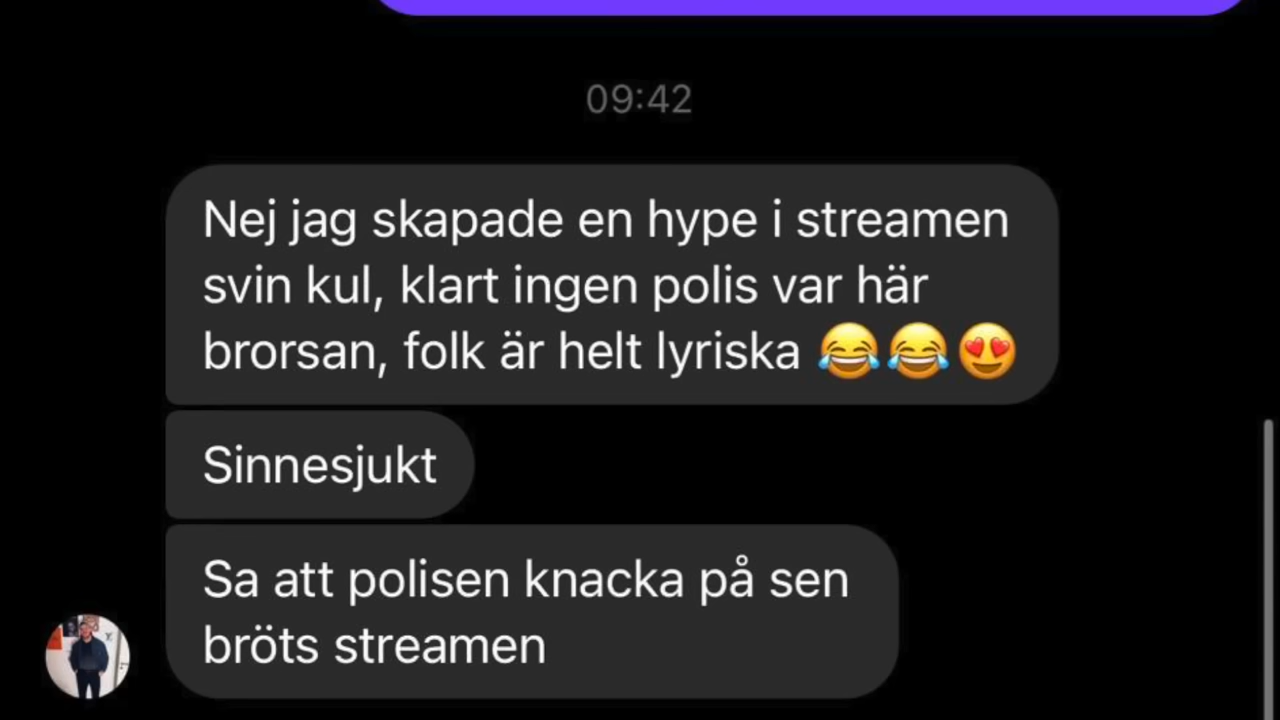 09:42
Nej jag skapade en hype i streamen
svin kul, klart ingen polis var här
brorsan, folk är helt lyriska 😂😂😍
Sinnesjukt
Sa att polisen knacka på sen
bröts streamen